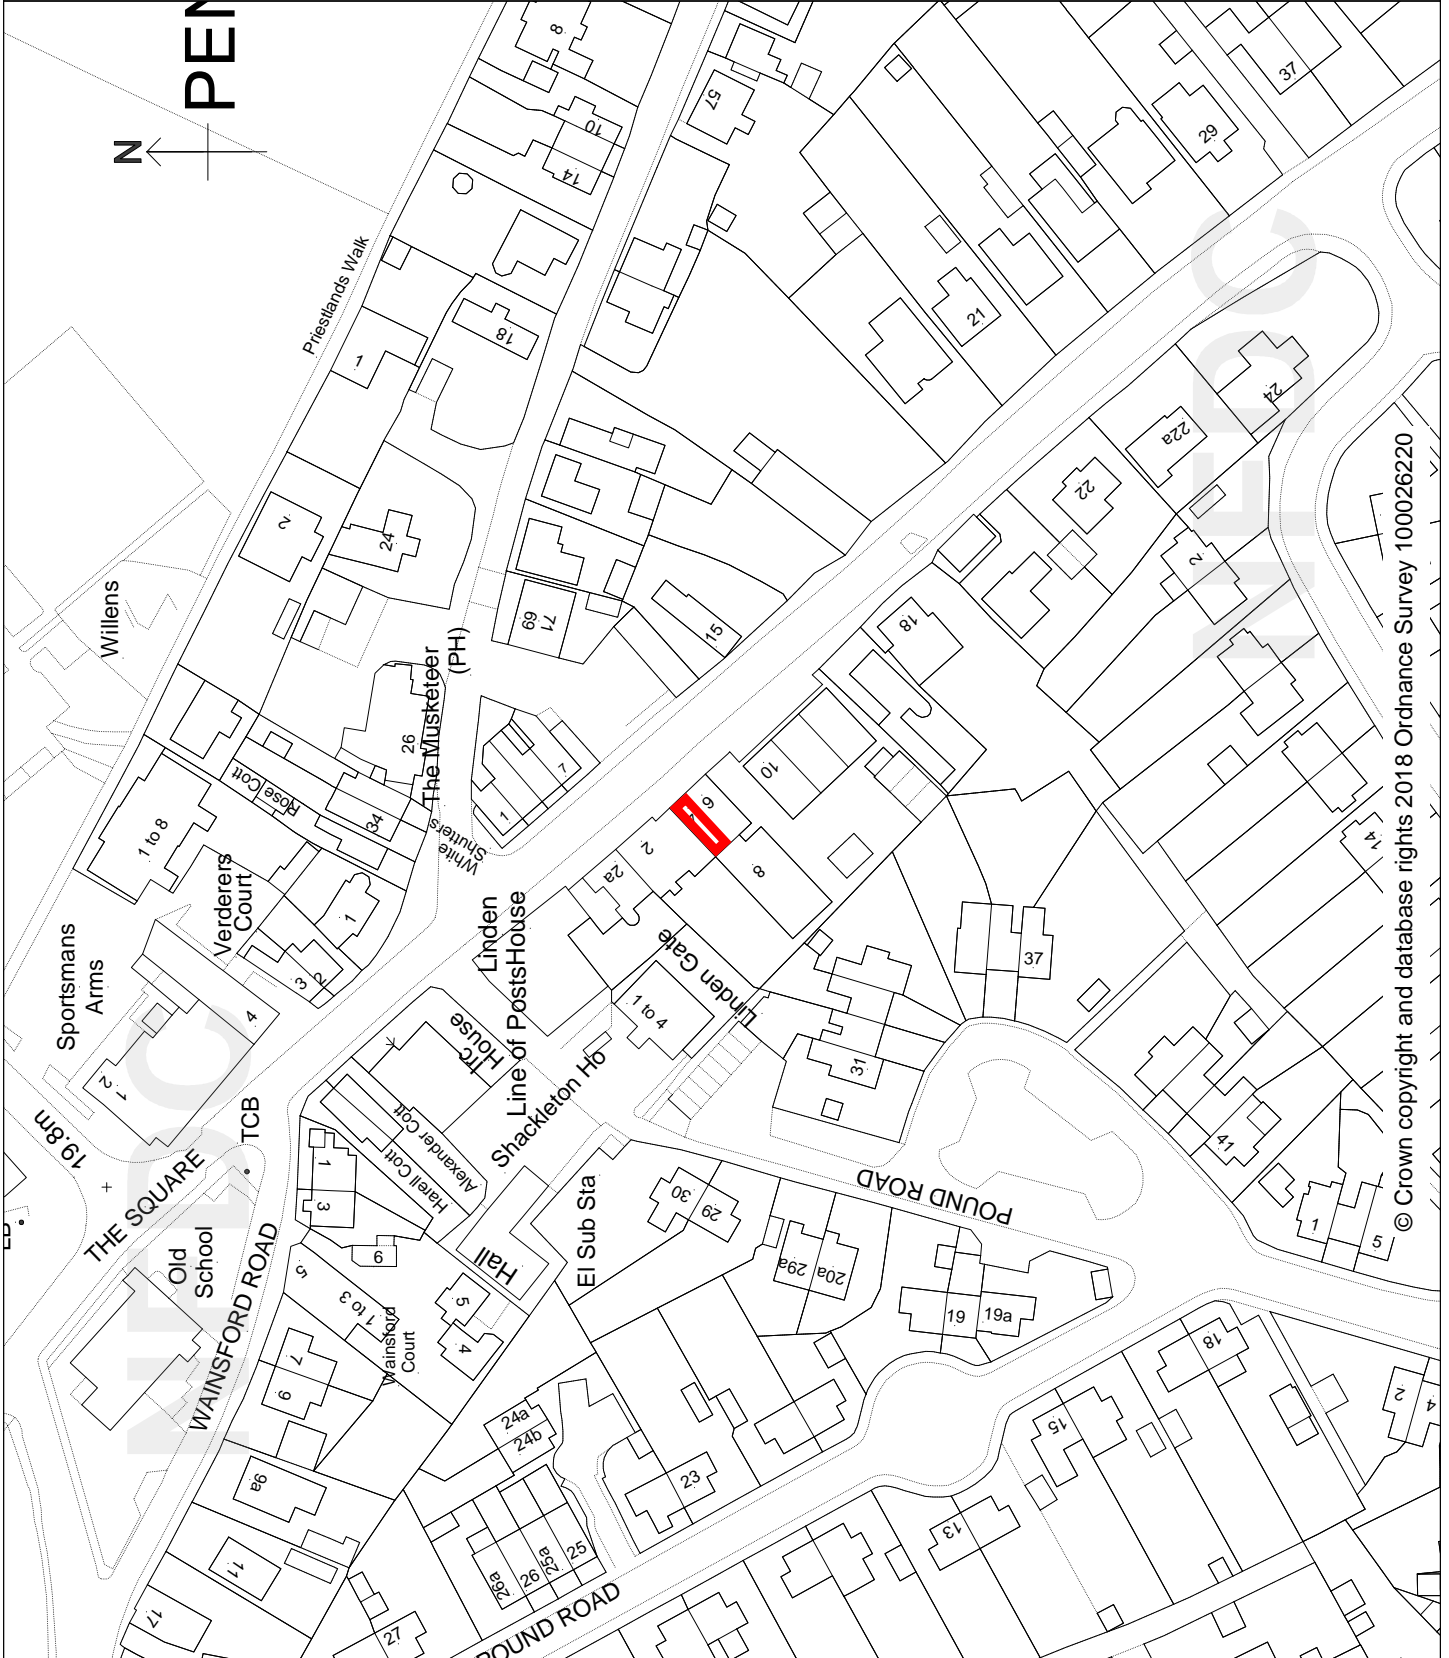 8
PEN
N
57
10
14
37
29
Priestlands Walk
18
1
21
24
22a
2
24
22
Willens
69
71
15
2
18
The Musketeer
(PH)
26
Rose Cott
34
White
Shutters
1
7
10
1 to 8
6
2
2a
8
14
Verderers
Court
1
Sportsmans
Arms
3
2
4
Linden
House
Line of Posts
Linden Gate
1 to 4
37
31
1
2
Irc
House
Shackleton Ho
19.8m
TCB
THE SQUARE
Alexander Cott
Harell Cott
1
3
6
Old
School
WAINSFORD ROAD
5
1 to 3
Hall
El Sub Sta
30
29
POUND ROAD
41
1
5
29a
20a
19
19a
5
4
Wainsford
Court
7
9
9a
11
17
24a
24b
23
26a
26
25a
25
27
POUND ROAD
13
15
18
2
4
NFDC
NFDC
© Crown copyright and database rights 2018 Ordnance Survey 100026220